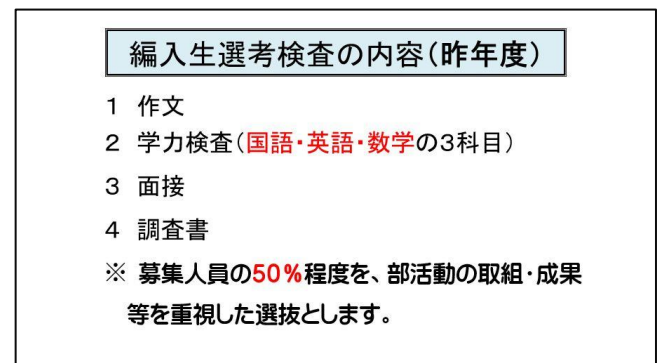 編入生選考検査の内容（昨年度）
１ 作文
２ 学力検査（国語・英語・数学の３科目）
３ 面接
４ 調査書
※ 募集人員の５０％程度を、部活動の取組・成果
等を重視した選抜とします。